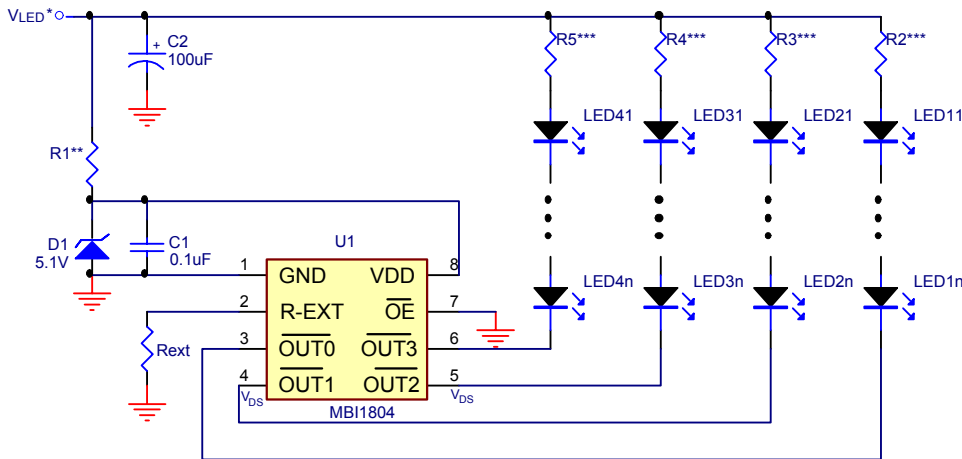 VLED*
C2
100uF
R5***
R4***
R3***
R2***
LED41
LED31
LED21
LED11
R1**
D1
5.1V
C1
0.1uF
U1
1
GND
VDD
8
2
R-EXT
OE
7
3
OUT0
OUT3
6
4
OUT1
OUT2
5
VDS
VDS
MBI1804
Rext
LED4n
LED3n
LED2n
LED1n